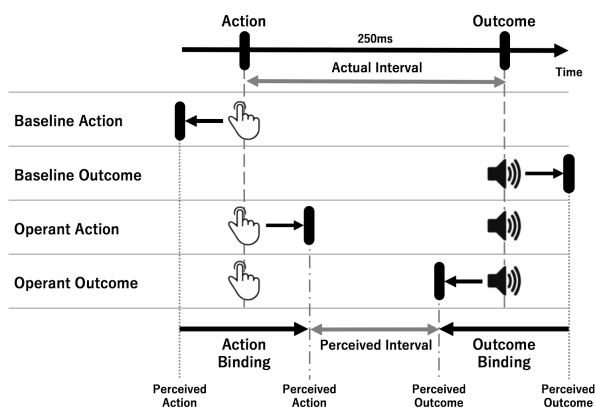 Action
Outcome
250ms
Actual Interval
Time
Baseline Action
Baseline Outcome
Operant Action
Operant Outcome
Action
Binding
Perceived Interval
Outcome
Binding
Perceived
Action
Perceived
Action
Perceived
Outcome
Perceived
Outcome